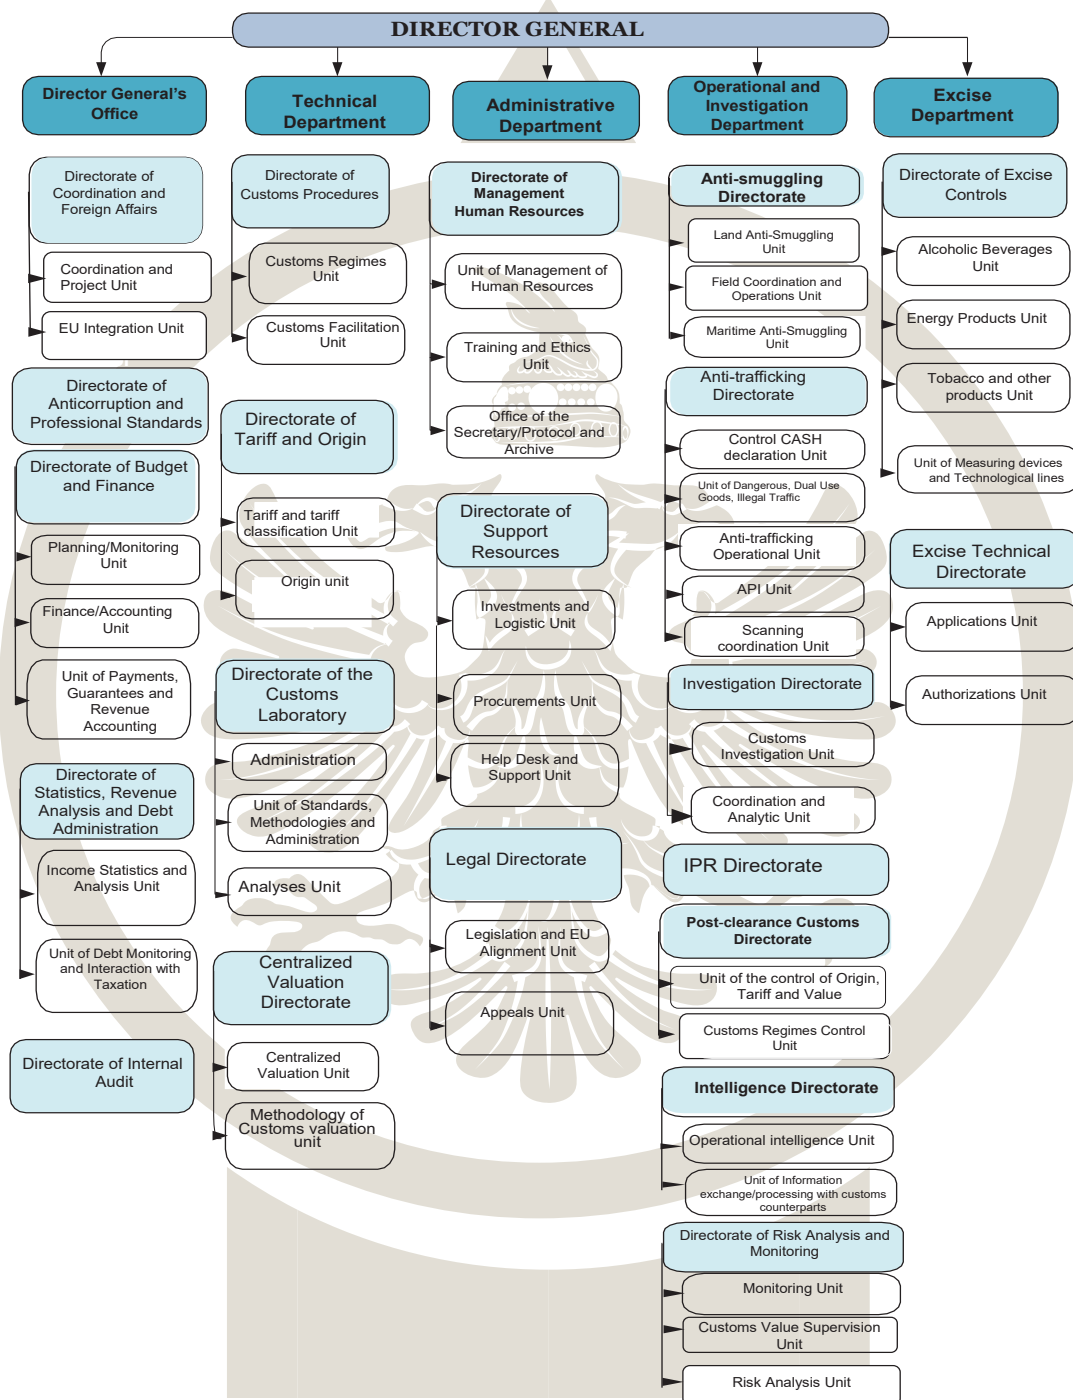 DIRECTOR GENERAL
Director General's
Office
Directorate of
Coordination and
Foreign Affairs
Coordination and
Project Unit
EU Integration Unit
Directorate of
Anticorruption and
Professional Standards
Directorate of Budget
and Finance
Planning/Monitoring
Unit
Finance/Accounting
Unit
Unit of Payments,
Guarantees and
Revenue
Accounting
Directorate of
Statistics, Revenue
Analysis and Debt
Administration
Income Statistics and
Analysis Unit
Unit of Debt Monitoring
and Interaction with
Taxation
Directorate of Internal
Audit
Technical
Department
Directorate of
Customs Procedures
Customs Regimes
Unit
Customs Facilitation
Unit
Directorate of
Tariff and Origin
Tariff and tariff
classification Unit
Origin unit
Directorate of the
Customs
Laboratory
Administration
Unit of Standards,
Methodologies and
Administration
Analyses Unit
Centralized
Valuation
Directorate
Centralized
Valuation Unit
Methodology of
Customs valuation
unit
Administrative
Department
Directorate of
Management
Human Resources
Unit of Management of
Human Resources
Training and Ethics
Unit
Office of the
Secretary/Protocol and
Archive
Directorate of
Support
Resources
Investments and
Logistic Unit
Procurements Unit
Help Desk and
Support Unit
Legal Directorate
Legislation and EU
Alignment Unit
Appeals Unit
Operational and
Investigation
Department
Anti-smuggling
Directorate
Land Anti-Smuggling
Unit
Field Coordination and
Operations Unit
Maritime Anti-Smuggling
Unit
Anti-trafficking
Directorate
Control CASH
declaration Unit
Unit of Dangerous, Dual Use
Goods, Illegal Traffic
Anti-trafficking
Operational Unit
API Unit
Scanning
coordination Unit
Investigation Directorate
Customs
Investigation Unit
Coordination and
Analytic Unit
IPR Directorate
Post-clearance Customs
Directorate
Unit of the control of Origin,
Tariff and Value
Customs Regimes Control
Unit
Intelligence Directorate
Operational intelligence Unit
Unit of Information
exchange/processing with customs
counterparts
Directorate of Risk Analysis and
Monitoring
Monitoring Unit
Customs Value Supervision
Unit
Risk Analysis Unit
Excise
Department
Directorate of Excise
Controls
Alcoholic Beverages
Unit
Energy Products Unit
Tobacco and other
products Unit
Unit of Measuring devices
and Technological lines
Excise Technical
Directorate
Applications Unit
Authorizations Unit